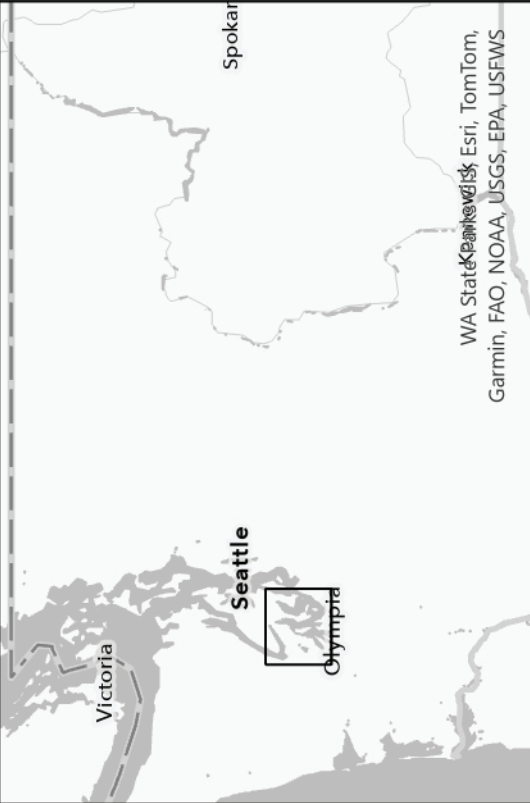 Victoria
Spokan
Seattle
Olympia
Kennewick
WA State Parks GIS, Esri, TomTom,
Garmin, FAO, NOAA, USGS, EPA, USFWS